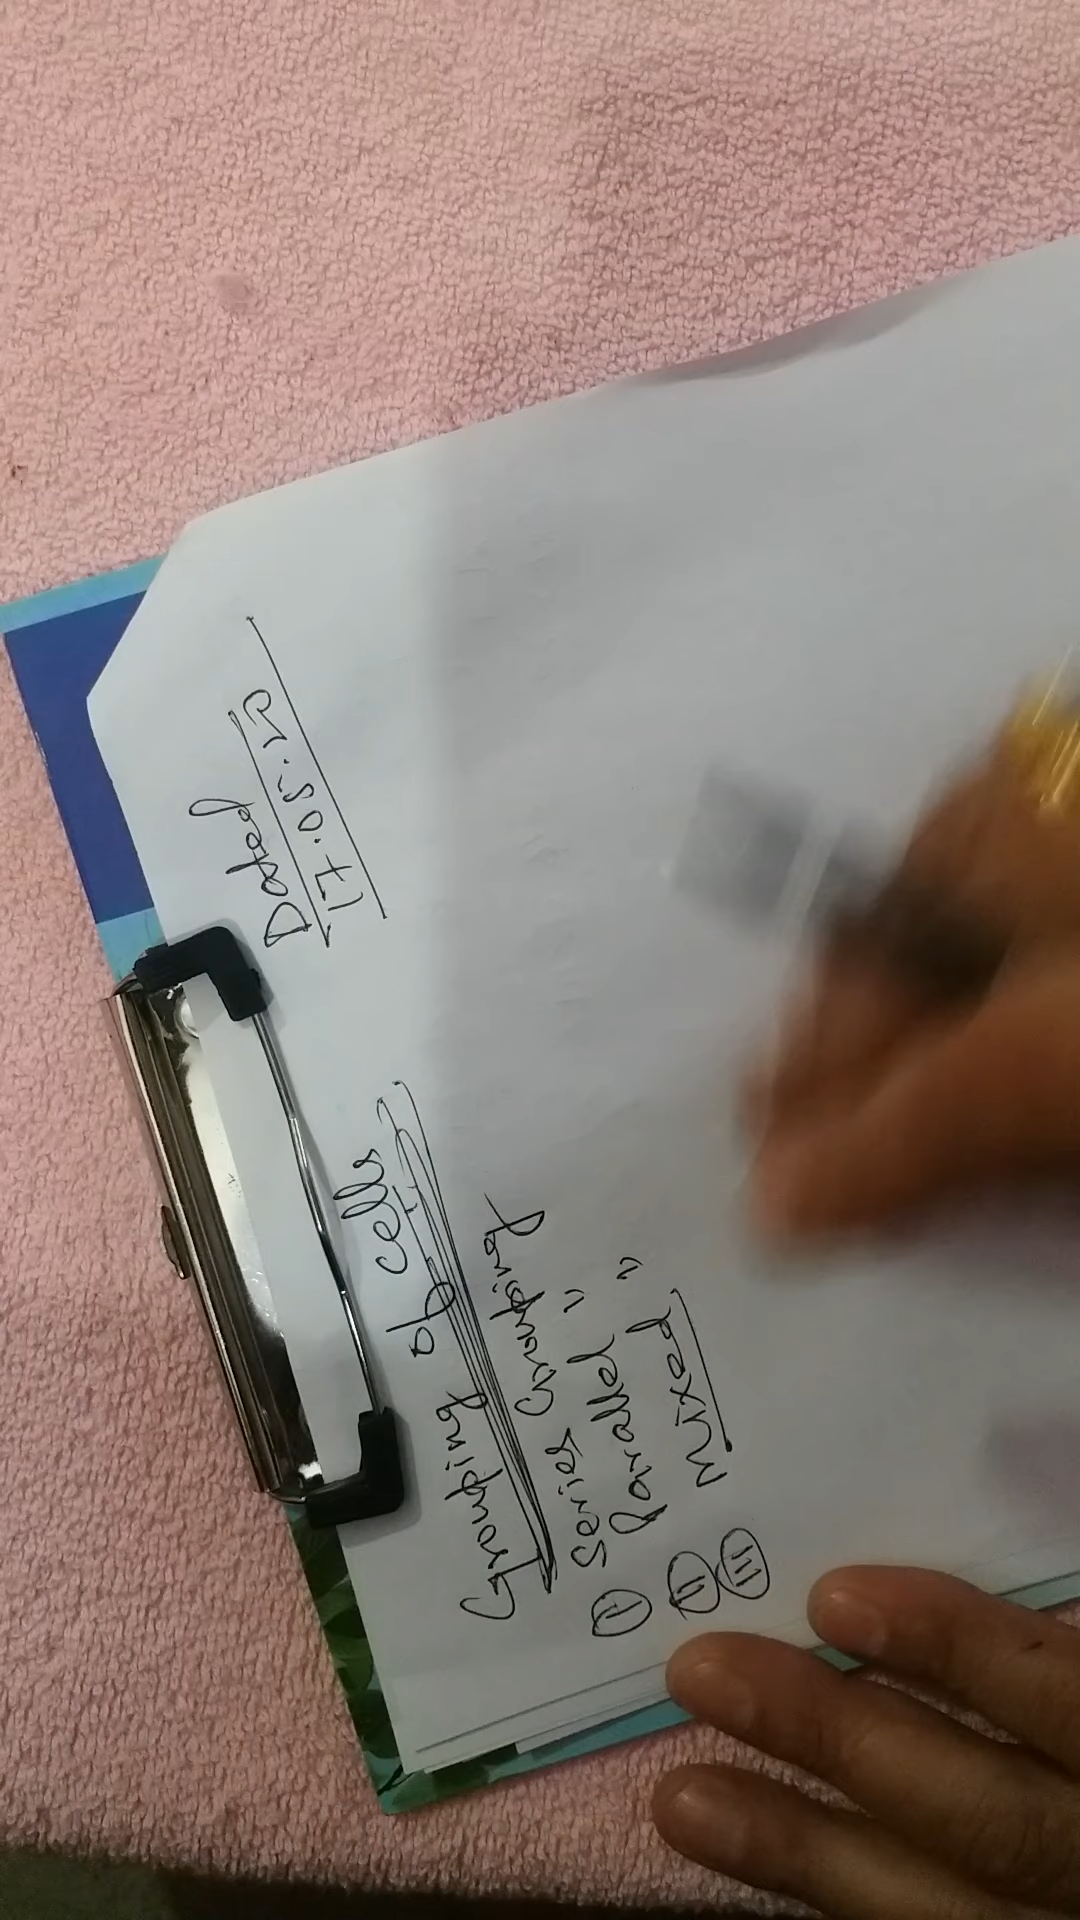 Dated
17.05.25
Grouping of cells
(I) Series Grouping
(II) Parallel "
(III) Mixed "